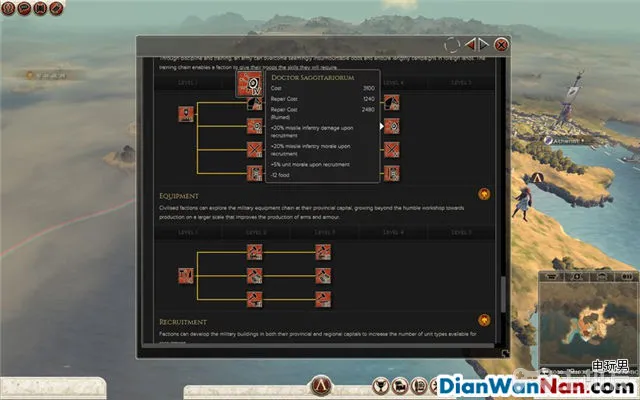 Through discipline and training, an army can overcome seemingly insurmountable odds and ensure lengthy campaigns in foreign lands. The
training chain enables a faction to give their troops the skills they will require.
DOCTOR SAGGITARIORUM
Cost 3100
Repair Cost 1240
Repair Cost 2480
(Ruined)
+20% missile infantry damage upon
recruitment
+20% missile infantry morale upon
recruitment
+5% unit morale upon recruitment
-12 food
EQUIPMENT
Civilised factions can explore the military equipment chain at their provincial capital, growing beyond the humble workshop towards
production on a larger scale that improves the production of arms and armour.
LEVEL 1 LEVEL 2 LEVEL 3 LEVEL 4 LEVEL 5
RECRUITMENT
Factions can develop the military buildings in both their provincial and regional capitals to increase the number of unit types available for
Athenai
电玩男
DianWanNan.com